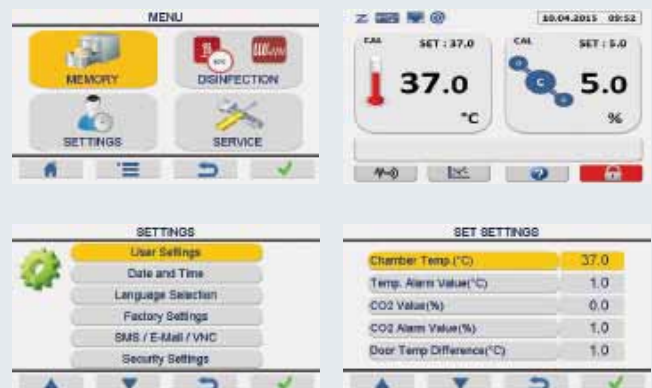 MENU
MEMORY
DISINFECTION
SETTINGS
SERVICE
10.04.2015 09:52
CAL SET : 37.0
37.0
°C
CAL SET : 5.0
C
5.0
%
SETTINGS
User Settings
Date and Time
Language Selection
Factory Settings
SMS / E-Mail / VNC
Security Settings
SET SETTINGS
Chamber Temp.(°C) 37.0
Temp. Alarm Value(°C) 1.0
CO2 Value(%) 0.0
CO2 Alarm Value(%) 1.0
Door Temp Difference(°C) 1.0